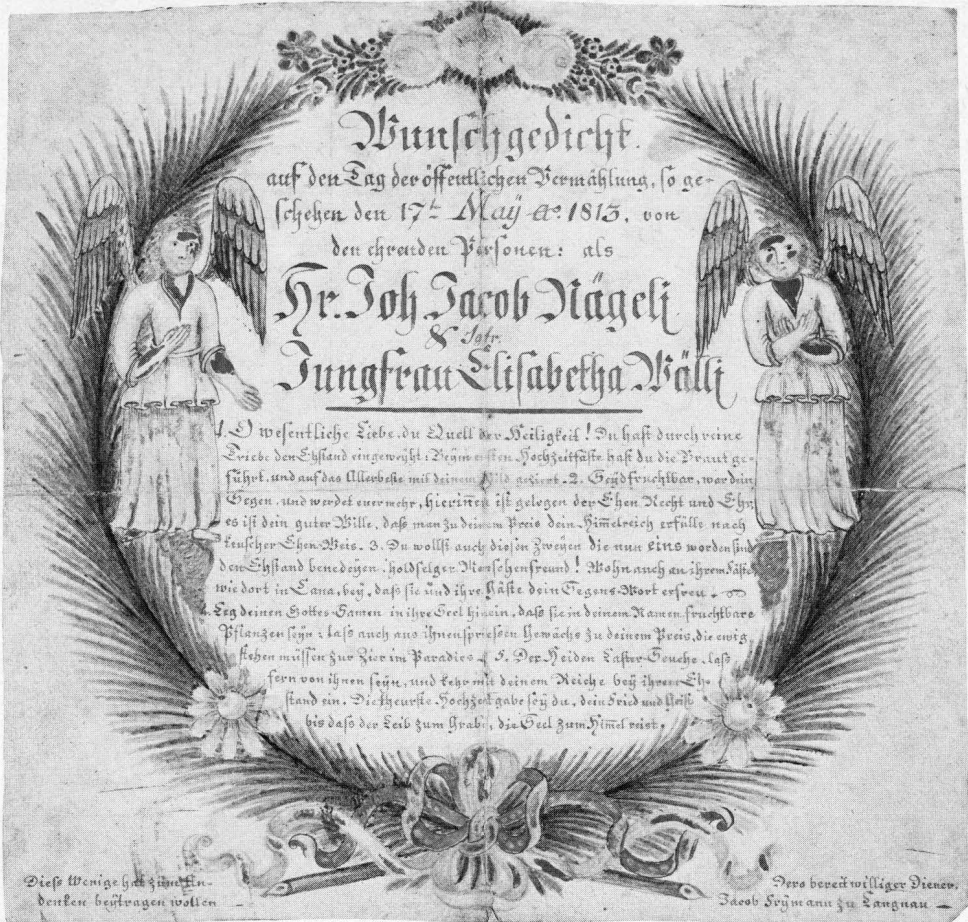 Wunschgedicht.
auf den Tag der öffentlichen Vermählung, so ge-
schehen den 17t May Ao. 1813. von
den ehrenden Personen: als
Hr. Joh Jacob Nägeli
&
Jungfrau Elisabetha Wälli
1. O wesentliche Liebe, du Quell der Heiligkeit! Du hast durch reine
Triebe den Ehstand eingeweyht: Beym ersten Hochzeitfäste hast du die Braut ge-
führt, und auf das Allerbeste mit deinem Bild geziert. 2. Seyd fruchtbar, war dein
Segen, und werdet euer mehr, hierinen ist gelegen der Ehen Recht und Ehr,
es ist dein guter Wille, daß man zu deinem Preis dein Himelreich erfülle nach
keuscher Ehen-Weis. 3. Du wollst auch diesen Zweyen die nun eins worden sind
den Ehstand benedeyen, holdselger Menschenfreund! Wohn auch an ihrem Fäste,
wie dort in Cana, bey, daß sie und ihre Gäste dein Segens-Wort erfreu.
4. Leg deinen Gottes-Samen in ihre Seel hinein, daß sie in deinem Namen fruchtbare
Pflanzen seyn: laß auch aus ihnen spriessen Gewächs zu deinem Preis, die ewig
stehen müssen zur Zier im Paradies. 5. Der Heiden Laster-Seuche, laß
fern von ihnen seyn, und kehr mit deinem Reiche bey ihrem Eh-
stand ein. Die theurste Hochzeitgabe sey du, dein Fried und Geist
bis daß der Leib zum Grabe, die Seel zum Himel reist.
Dieß Wenige hat zum An-
denken beytragen wollen
Dero bereitwilliger Diener,
Jacob Frymann zu Langnau